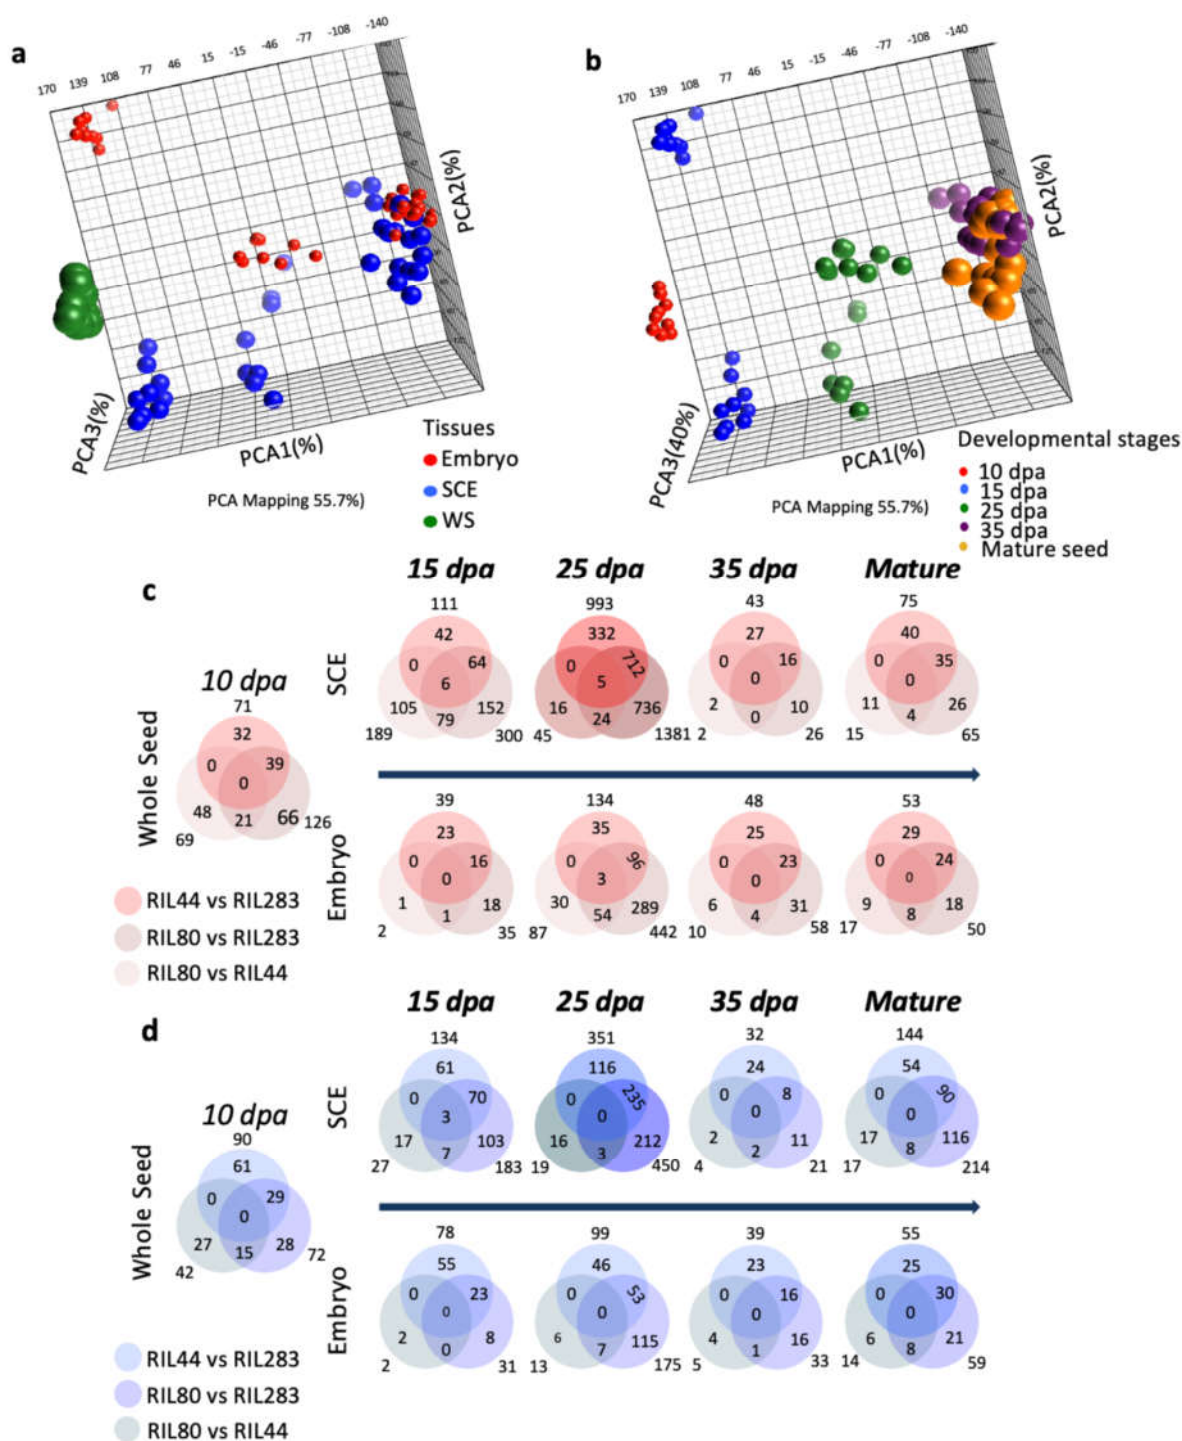 a
170 139 108 77 46 15 -15 -46 -77 -108 -140
PCA2(%)
PCA3(%)
PCA1(%)
PCA Mapping 55.7%)
Tissues
Embryo
SCE
WS
b
170 139 108 77 46 15 -15 -46 -77 -108 -140
PCA2(%)
PCA3(40%)
PCA1(%)
PCA Mapping 55.7%)
Developmental stages
10 dpa
15 dpa
25 dpa
35 dpa
Mature seed
c
15 dpa 25 dpa 35 dpa Mature
10 dpa
Whole Seed
71
32
0 39
0
48 21 66
69 126
SCE
111 993 43 75
42 332 27 40
0 64 0 712 0 16 0 35
6 5 0 0
105 79 152 16 24 736 2 0 10 11 4 26
189 300 45 1381 2 26 15 65
Embryo
39 134 48 53
23 35 25 29
0 16 0 96 0 23 0 24
0 3 0 0
1 1 18 30 54 289 6 4 31 9 8 18
2 35 87 442 10 58 17 50
RIL44 vs RIL283
RIL80 vs RIL283
RIL80 vs RIL44
d
15 dpa 25 dpa 35 dpa Mature
10 dpa
Whole Seed
90
61
0 29
0
27 15 28
42 72
SCE
134 351 32 144
61 116 24 54
0 70 0 235 0 8 0 90
3 0 0 0
17 7 103 16 3 212 2 2 11 17 8 116
27 183 19 450 4 21 17 214
Embryo
78 99 39 55
55 46 23 25
0 23 0 53 0 16 0 30
0 0 0 0
2 0 8 6 7 115 4 1 16 6 8 21
2 31 13 175 5 33 14 59
RIL44 vs RIL283
RIL80 vs RIL283
RIL80 vs RIL44